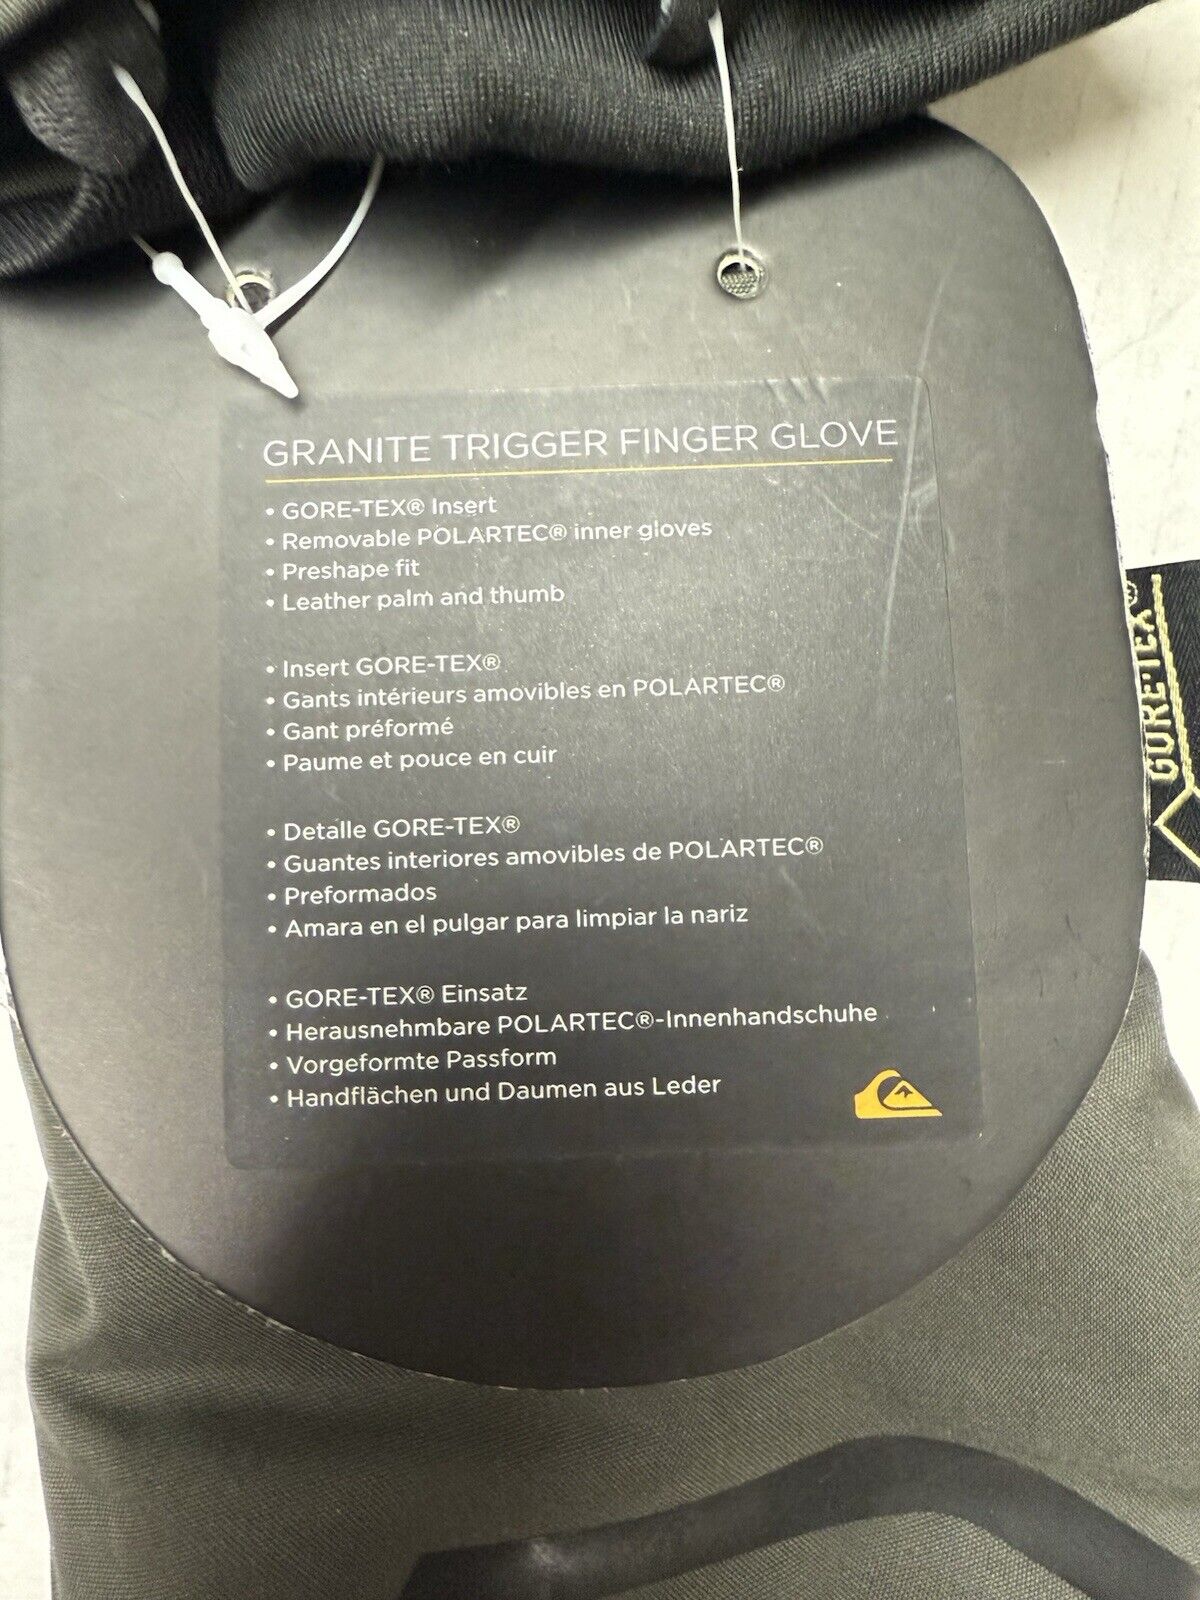 GRANITE TRIGGER FINGER GLOVE
• GORE-TEX® Insert
• Removable POLARTEC® inner gloves
• Preshape fit
• Leather palm and thumb
• Insert GORE-TEX®
• Gants intérieurs amovibles en POLARTEC®
• Gant préformé
• Paume et pouce en cuir
• Detalle GORE-TEX®
• Guantes interiores amovibles de POLARTEC®
• Preformados
• Amara en el pulgar para limpiar la nariz
• GORE-TEX® Einsatz
• Herausnehmbare POLARTEC®-Innenhandschuhe
• Vorgeformte Passform
• Handflächen und Daumen aus Leder
GORE-TEX®